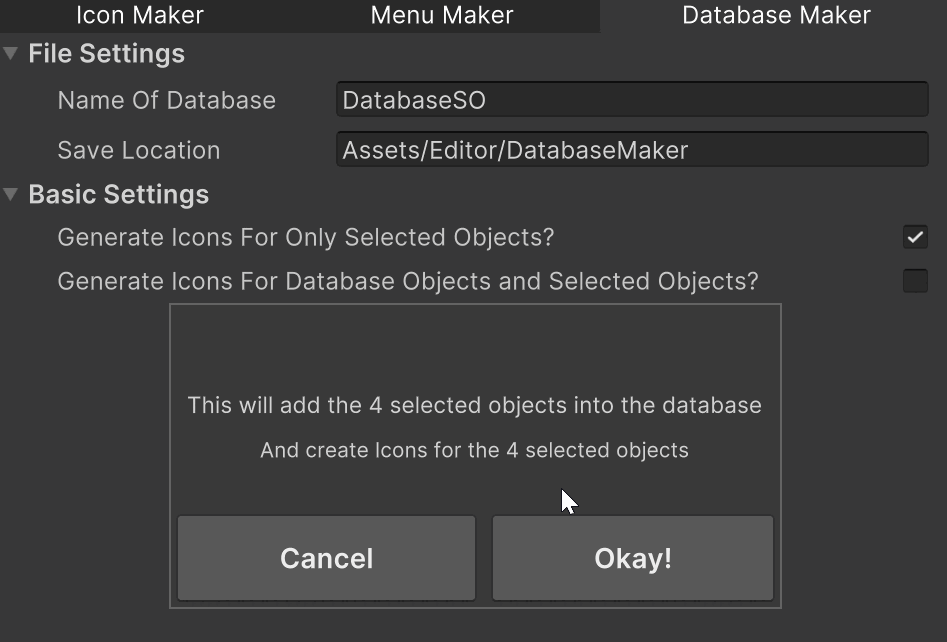 Icon Maker Menu Maker Database Maker
File Settings
Name Of Database DatabaseSO
Save Location Assets/Editor/DatabaseMaker
Basic Settings
Generate Icons For Only Selected Objects?
Generate Icons For Database Objects and Selected Objects?
This will add the 4 selected objects into the database
And create Icons for the 4 selected objects
Cancel Okay!